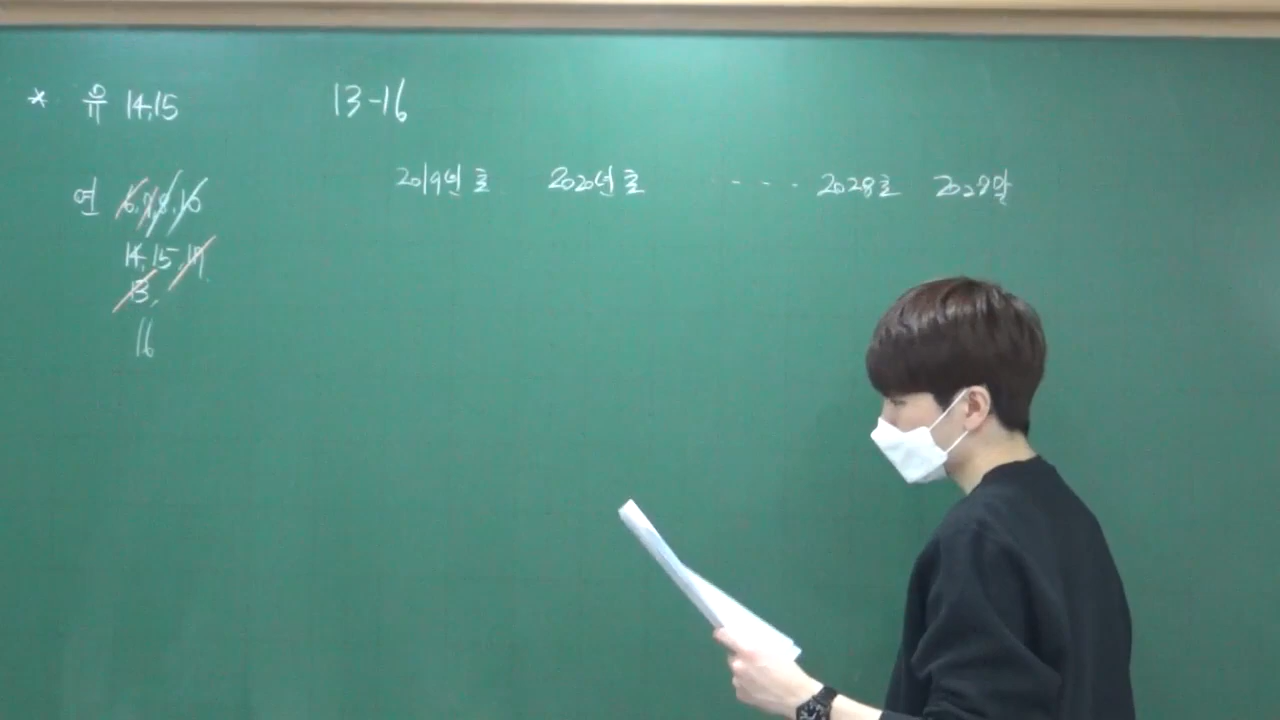 * 유 14,15
13-16
2019년 초 2020년 초 - - - 2028초 2028말
연 6,7,8,10
14,15,17,
13,
16